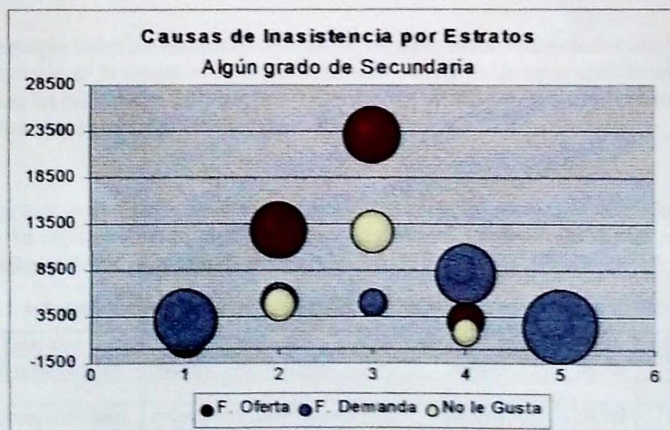 Causas de Inasistencia por Estratos
Algún grado de Secundaria
28500
23500
18500
13500
8500
3500
-1500
0 1 2 3 4 5 6
F. Oferta F. Demanda No le Gusta